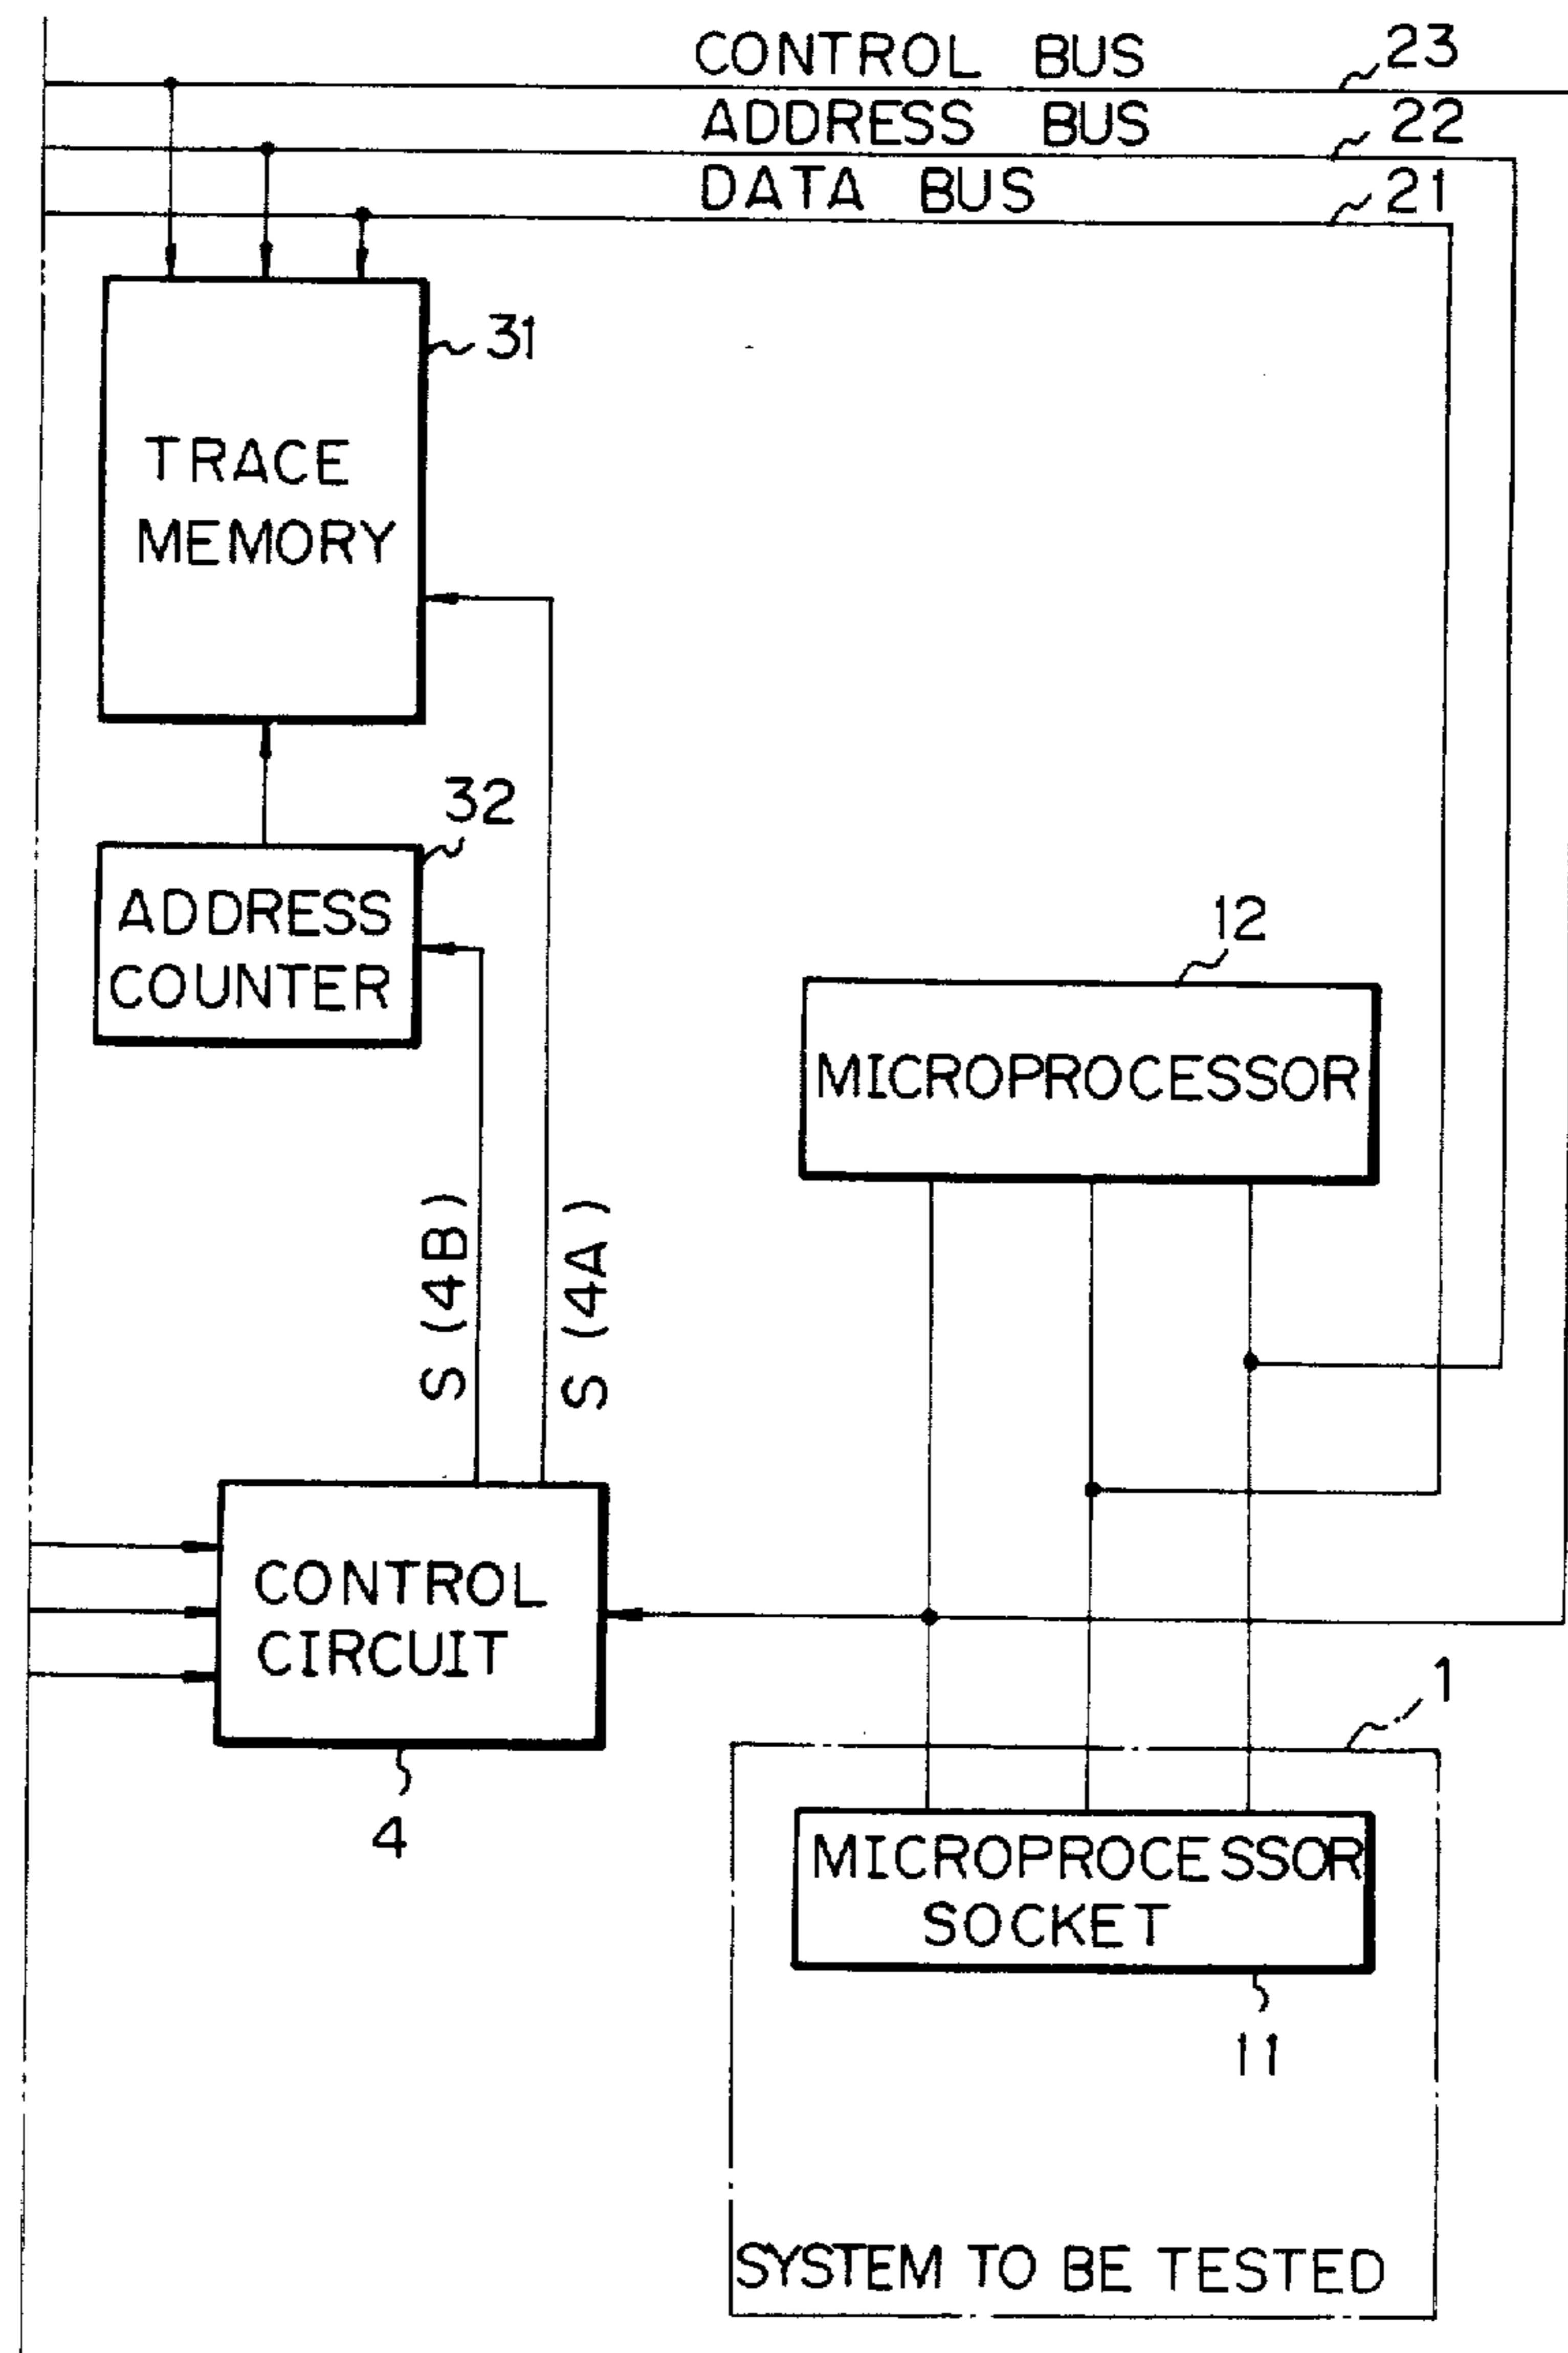 CONTROL BUS
23
ADDRESS BUS
22
DATA BUS
21
31
TRACE
MEMORY
32
ADDRESS
COUNTER
12
MICROPROCESSOR
S (4B)
S (4A)
CONTROL
CIRCUIT
4
1
MICROPROCESSOR
SOCKET
11
SYSTEM TO BE TESTED